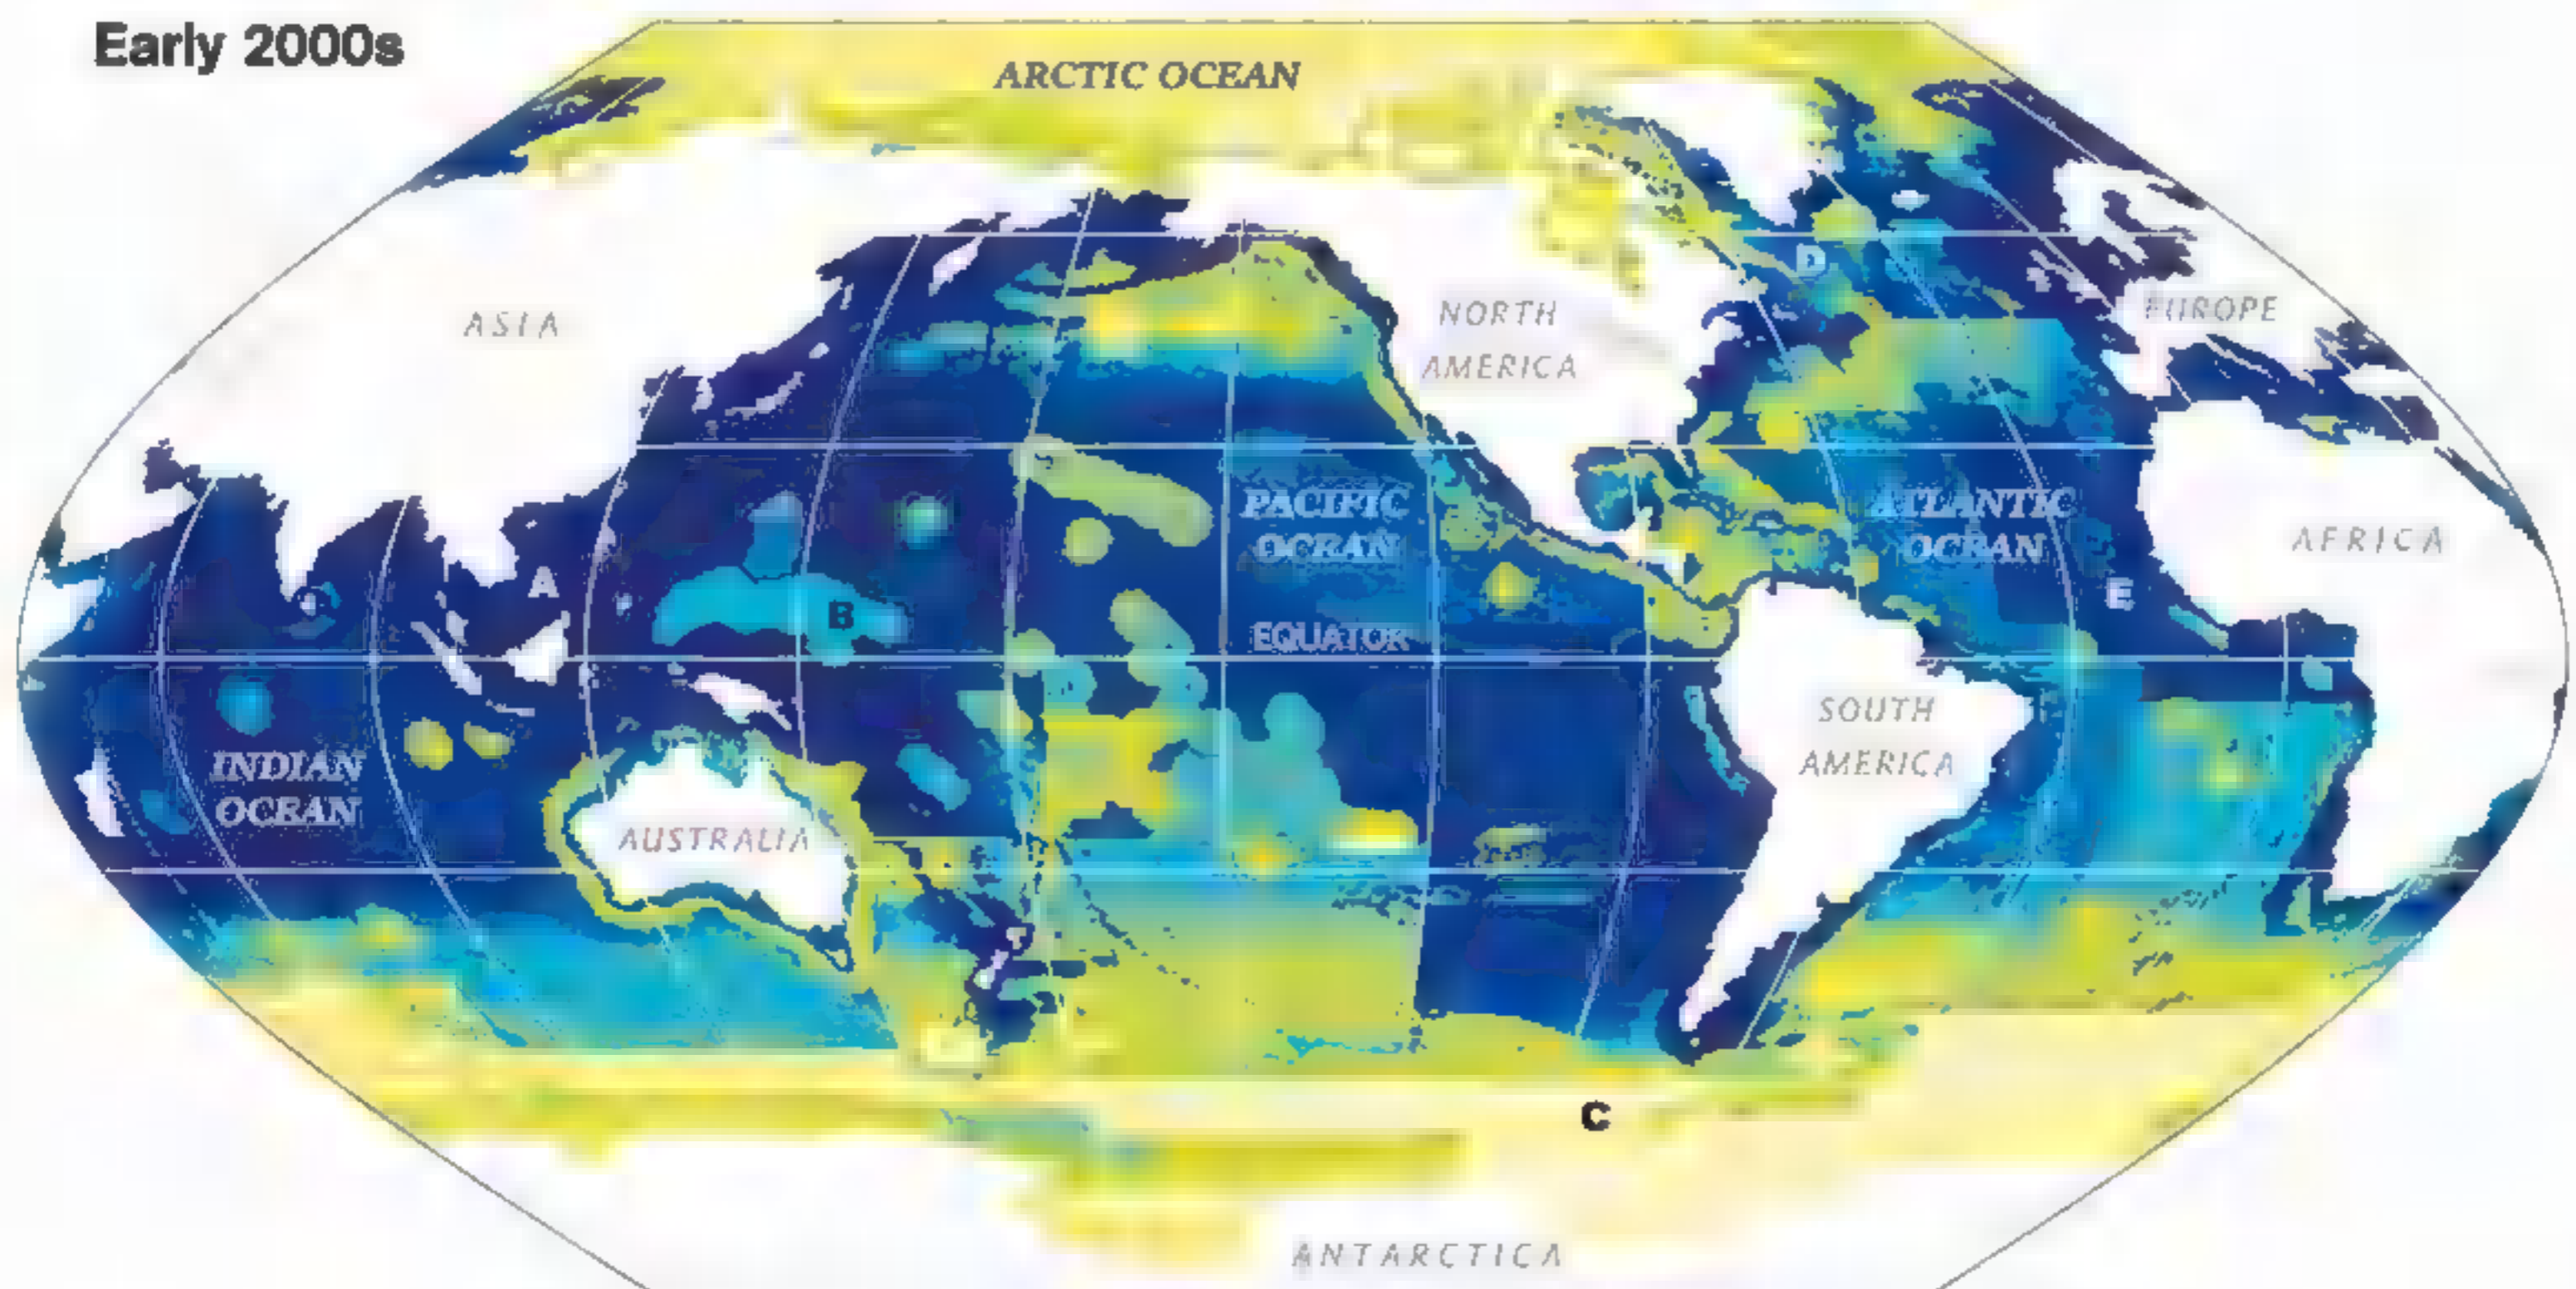 Early 2000s
ARCTIC OCEAN
D
ASIA
NORTH
AMERICA
EUROPE
PACIFIC
OCEAN
ATLANTIC
OCEAN
AFRICA
A
B
E
EQUATOR
INDIAN
OCEAN
SOUTH
AMERICA
AUSTRALIA
C
ANTARCTICA